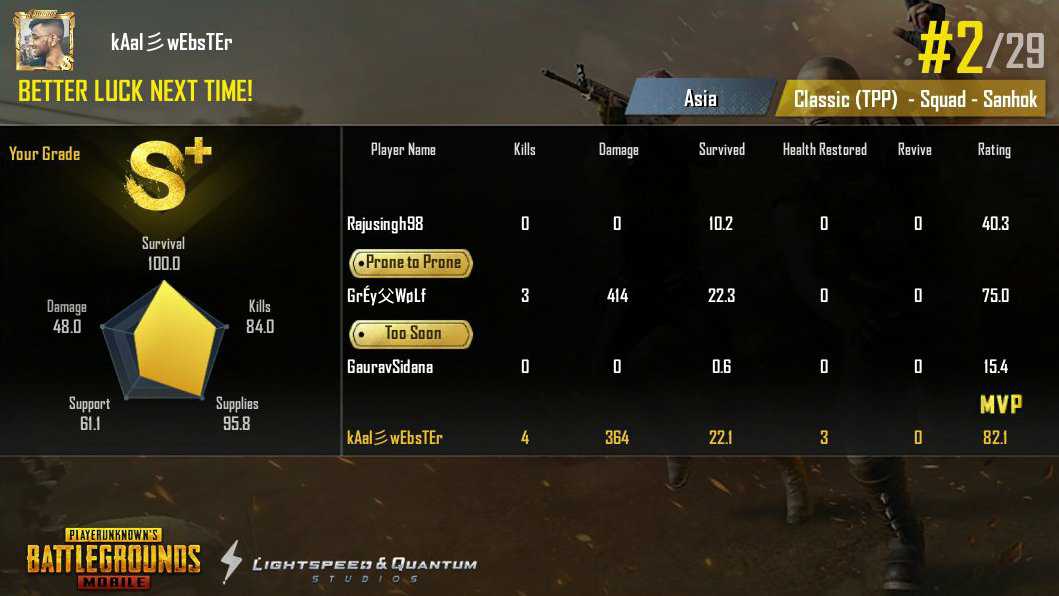 kAal彡wEbsTEr
BETTER LUCK NEXT TIME!
#2/29
Asia
Classic (TPP) - Squad - Sanhok
Your Grade
S+
Survival
100.0
Damage
48.0
Kills
84.0
Support
61.1
Supplies
95.8
Player Name Kills Damage Survived Health Restored Revive Rating
Rajusingh98 0 0 10.2 0 0 40.3
•Prone to Prone
GrÉy父WøLf 3 414 22.3 0 0 75.0
• Too Soon
GauravSidana 0 0 0.6 0 0 15.4
MVP
kAal彡wEbsTEr 4 364 22.1 3 0 82.1
PLAYERUNKNOWN'S
BATTLEGROUNDS
MOBILE
LIGHTSPEED & QUANTUM
STUDIOS